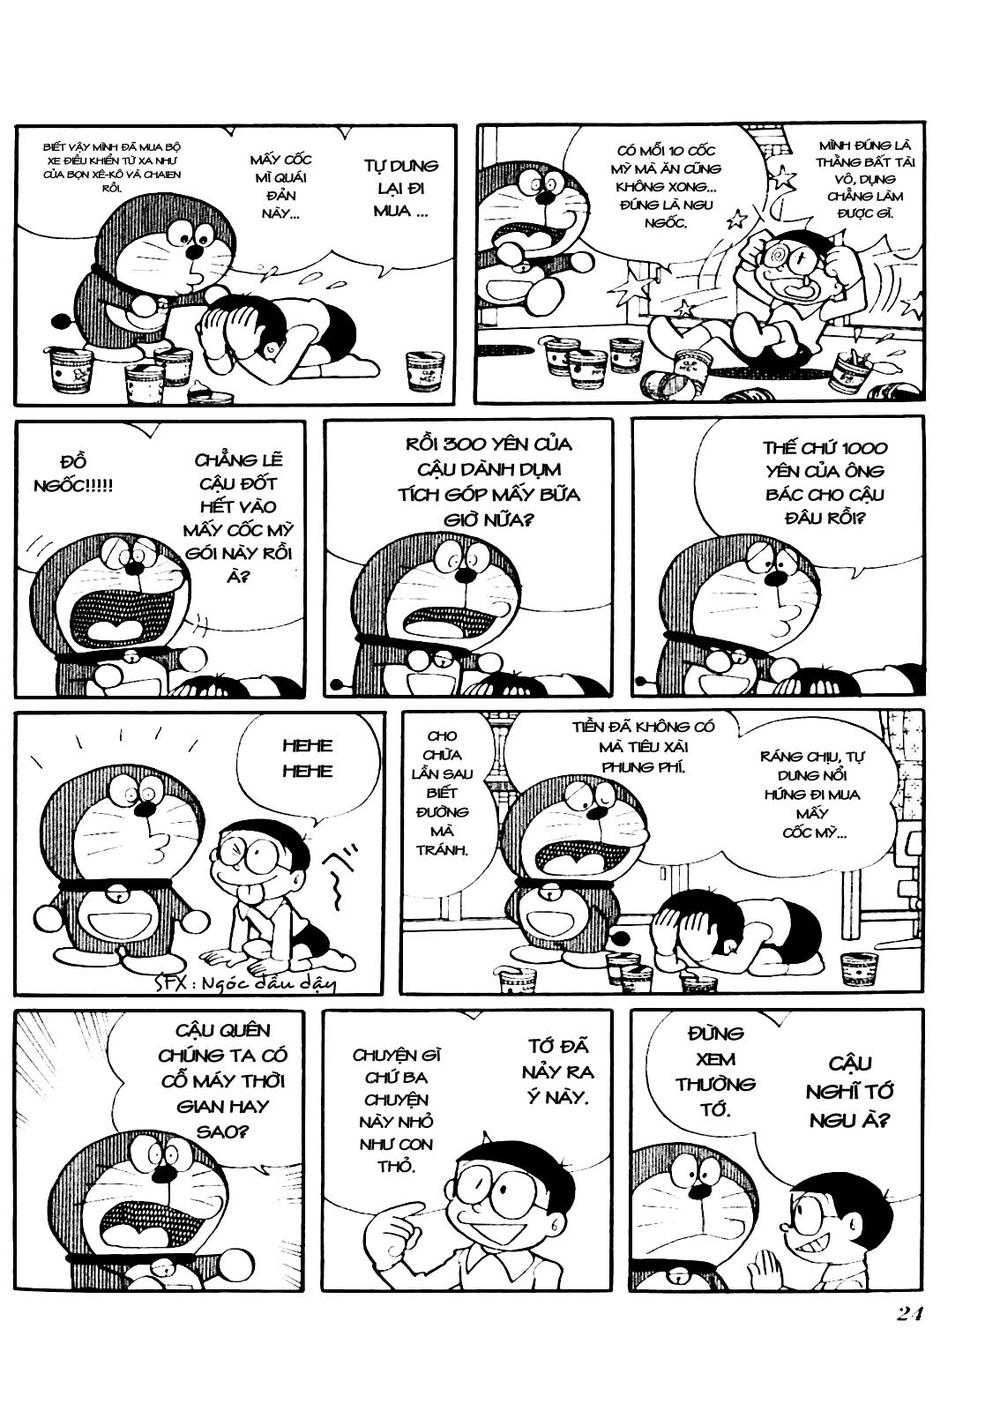 MÌNH ĐÚNG LÀ
THẰNG BẤT TÀI
VÔ, DỤNG
CHẲNG LÀM
ĐƯỢC GÌ.
CÓ MỖI 10 CỐC
MỲ MÀ ĂN CŨNG
KHÔNG XONG...
ĐÚNG LÀ NGU
NGỐC.
TỰ DƯNG
LẠI ĐI
MUA ...
MẤY CỐC
MÌ QUÁI
ĐẢN
NÀY...
BIẾT VẬY MÌNH ĐÃ MUA BỘ
XE ĐIỀU KHIỂN TỪ XA NHƯ
CỦA BỌN XÊ-KÔ VÀ CHAIEN
RỒI.
THẾ CHỨ 1000
YÊN CỦA ÔNG
BÁC CHO CẬU
ĐÂU RỒI?
RỒI 300 YÊN CỦA
CẬU DÀNH DỤM
TÍCH GÓP MẤY BỮA
GIỜ NỮA?
CHẲNG LẼ
CẬU ĐỐT
HẾT VÀO
MẤY CỐC MỲ
GÓI NÀY RỒI
À?
ĐỒ
NGỐC!!!!!
RÁNG CHỊU, TỰ
DƯNG NỔI
HỨNG ĐI MUA
MẤY
CỐC MỲ...
TIỀN ĐÃ KHÔNG CÓ
MÀ TIÊU XÀI
PHUNG PHÍ.
CHO
CHỪA
LẦN SAU
BIẾT
ĐƯỜNG
MÀ
TRÁNH.
HEHE
HEHE
SFX : Ngóc đầu dậy
CẬU
NGHĨ TỚ
NGU À?
ĐỪNG
XEM
THƯỜNG
TỚ.
TỚ ĐÃ
NẢY RA
Ý NÀY.
CHUYỆN GÌ
CHỨ BA
CHUYỆN
NÀY NHỎ
NHƯ CON
THỎ.
CẬU QUÊN
CHÚNG TA CÓ
CỖ MÁY THỜI
GIAN HAY
SAO?
24